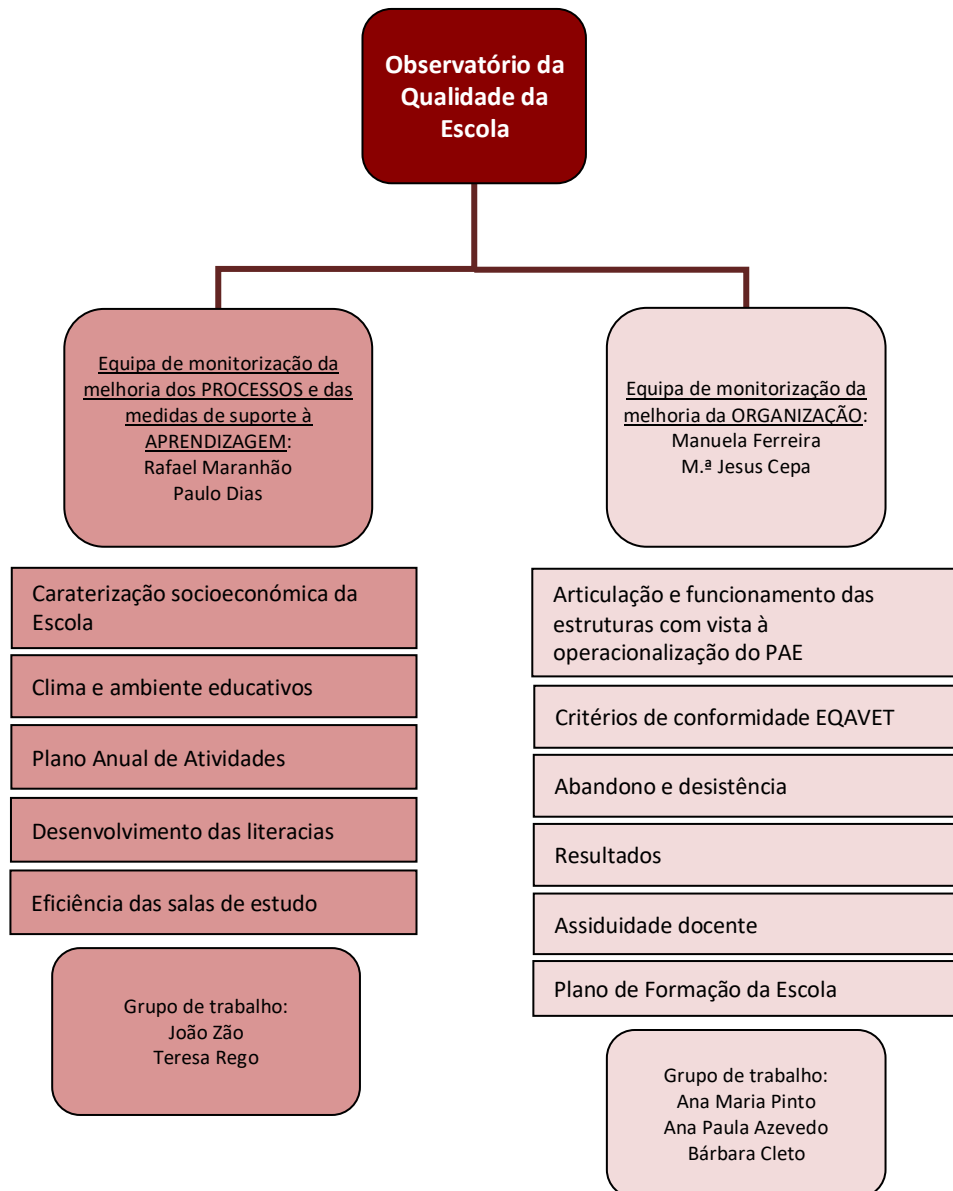 Observatório da
Qualidade da
Escola
Equipa de monitorização da
melhoria dos PROCESSOS e das
medidas de suporte à
APRENDIZAGEM:
Rafael Maranhão
Paulo Dias
Caraterização socioeconómica da
Escola
Clima e ambiente educativos
Plano Anual de Atividades
Desenvolvimento das literacias
Eficiência das salas de estudo
Grupo de trabalho:
João Zão
Teresa Rego
Equipa de monitorização da
melhoria da ORGANIZAÇÃO:
Manuela Ferreira
M.ª Jesus Cepa
Articulação e funcionamento das
estruturas com vista à
operacionalização do PAE
Critérios de conformidade EQAVET
Abandono e desistência
Resultados
Assiduidade docente
Plano de Formação da Escola
Grupo de trabalho:
Ana Maria Pinto
Ana Paula Azevedo
Bárbara Cleto